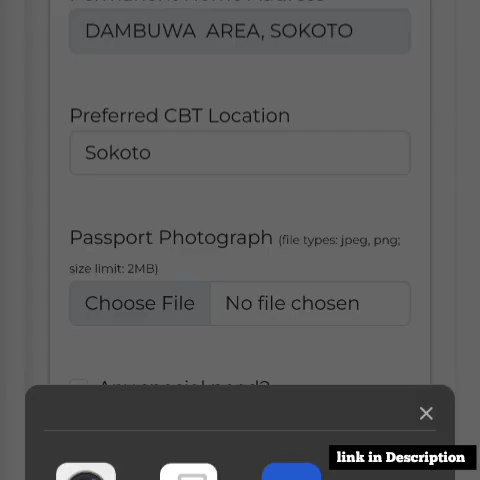 DAMBUWA AREA, SOKOTO
Preferred CBT Location
Sokoto
Passport Photograph (file types: jpeg, png;
size limit: 2MB)
Choose File No file chosen
link in Description